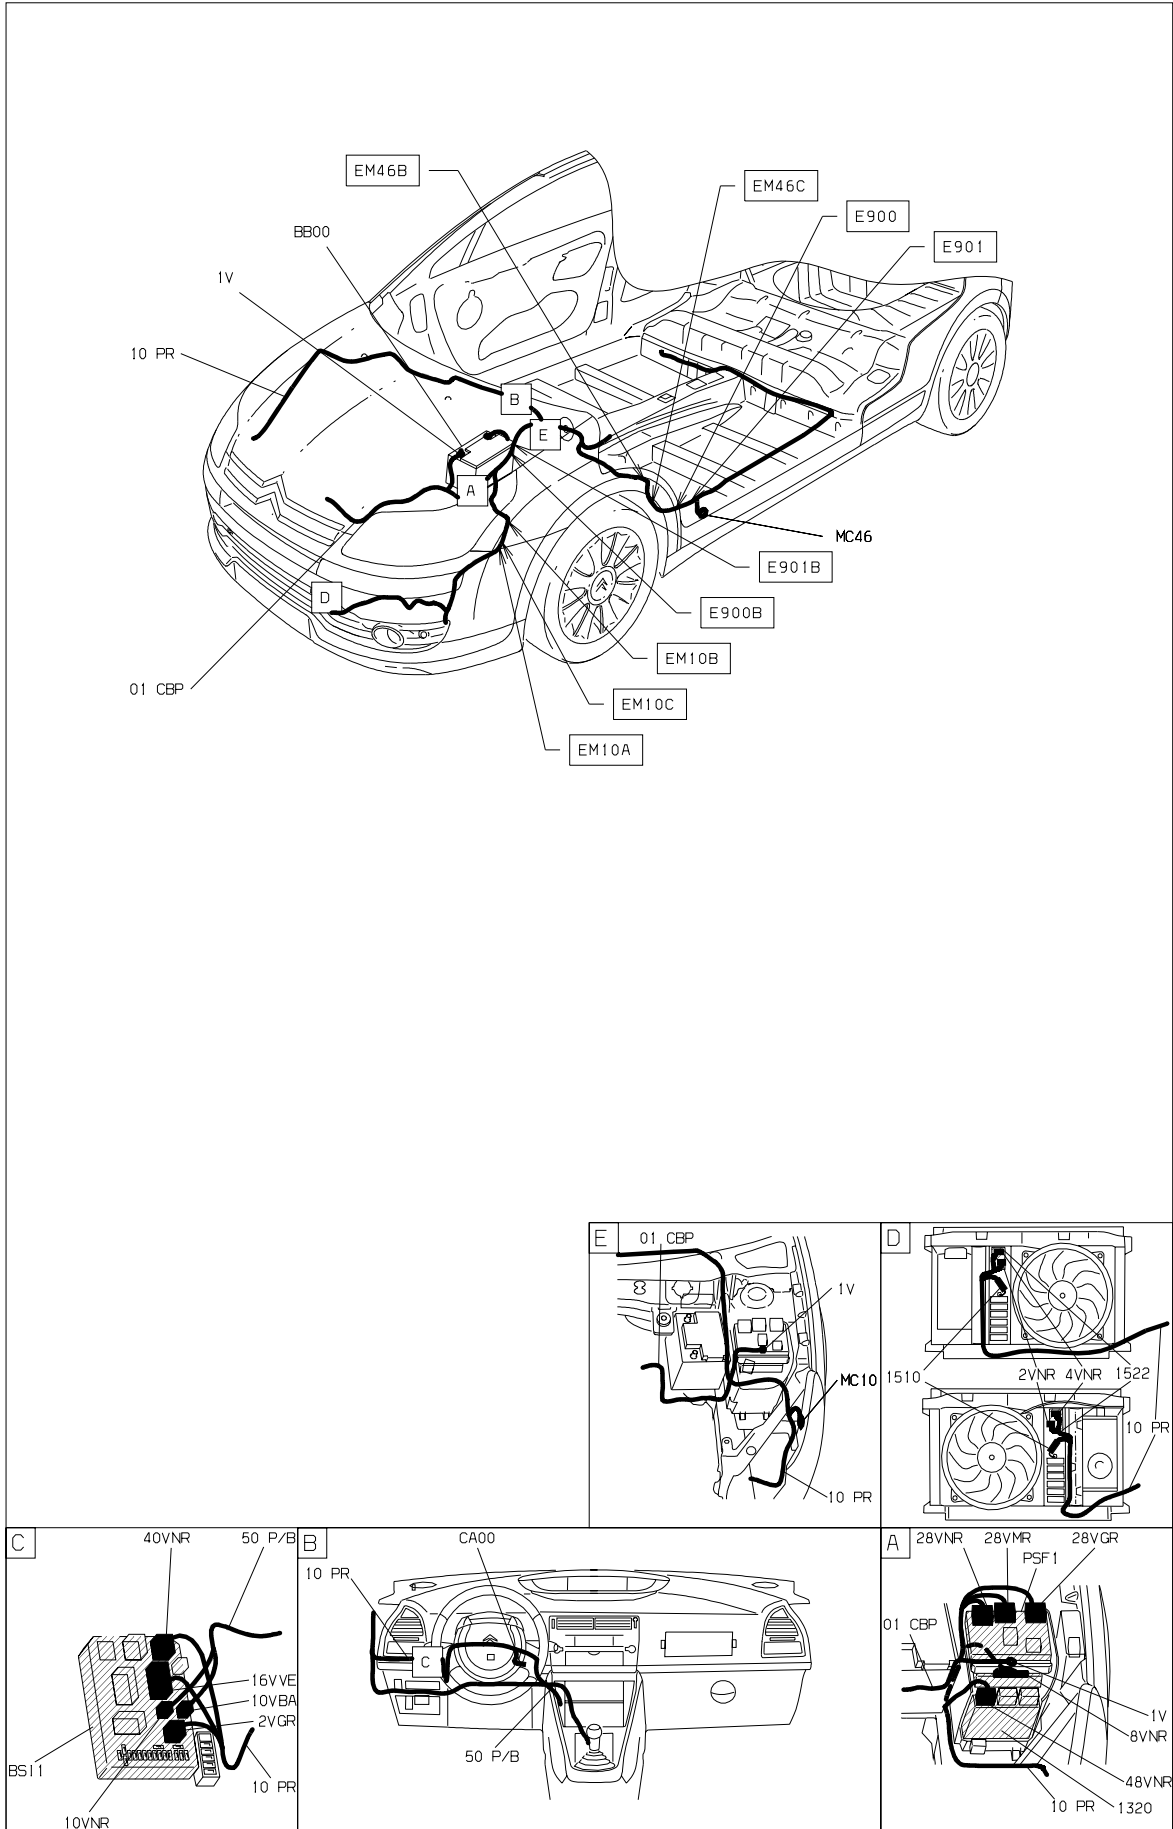 EM46B
EM46C
E900
BB00
E901
1V
10 PR
B
E
A
MC46
E901B
D
E900B
EM10B
01 CBP
EM10C
EM10A
E
01 CBP
1V
MC10
10 PR
D
1510
2VNR 4VNR 1522
10 PR
C
40VNR
50 P/B
16VVE
10VBA
2VGR
BSI1
10 PR
10VNR
B
CA00
10 PR
C
50 P/B
A
28VNR 28VMR 28VGR
PSF1
01 CBP
1V
8VNR
48VNR
10 PR
1320